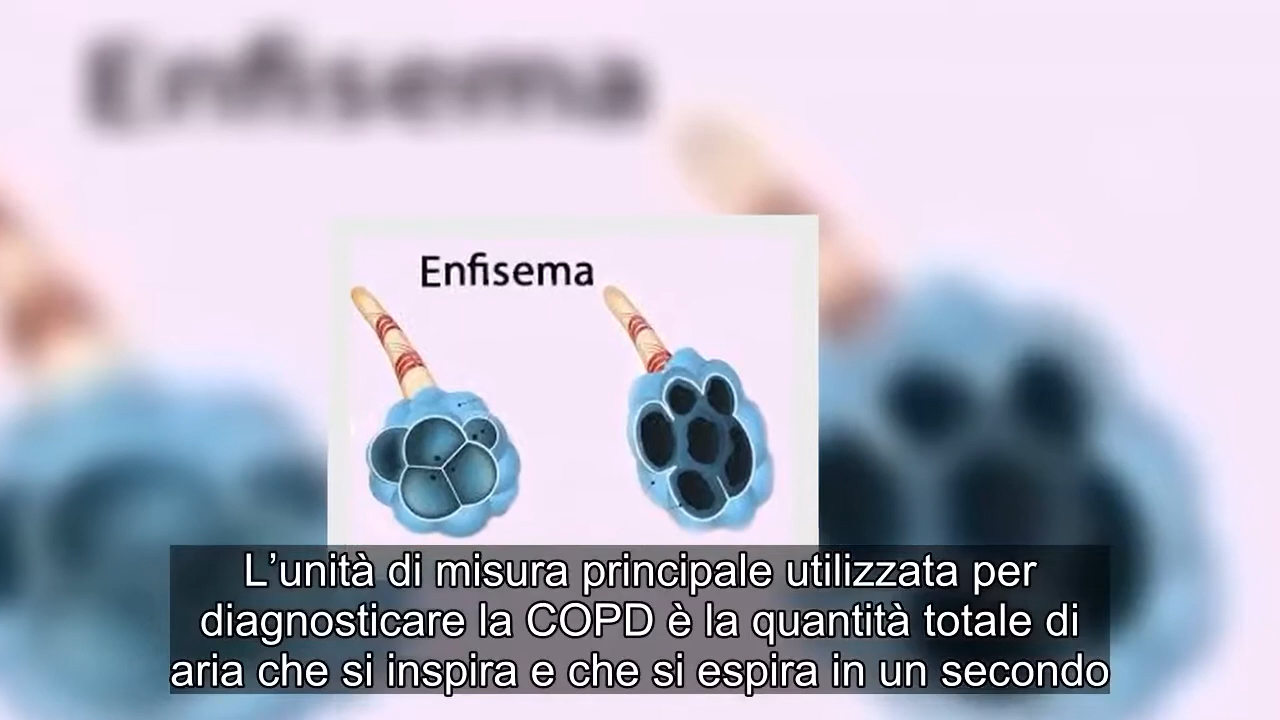 Enfisema
Enfisema
L’unità di misura principale utilizzata per
diagnosticare la COPD è la quantità totale di
aria che si inspira e che si espira in un secondo